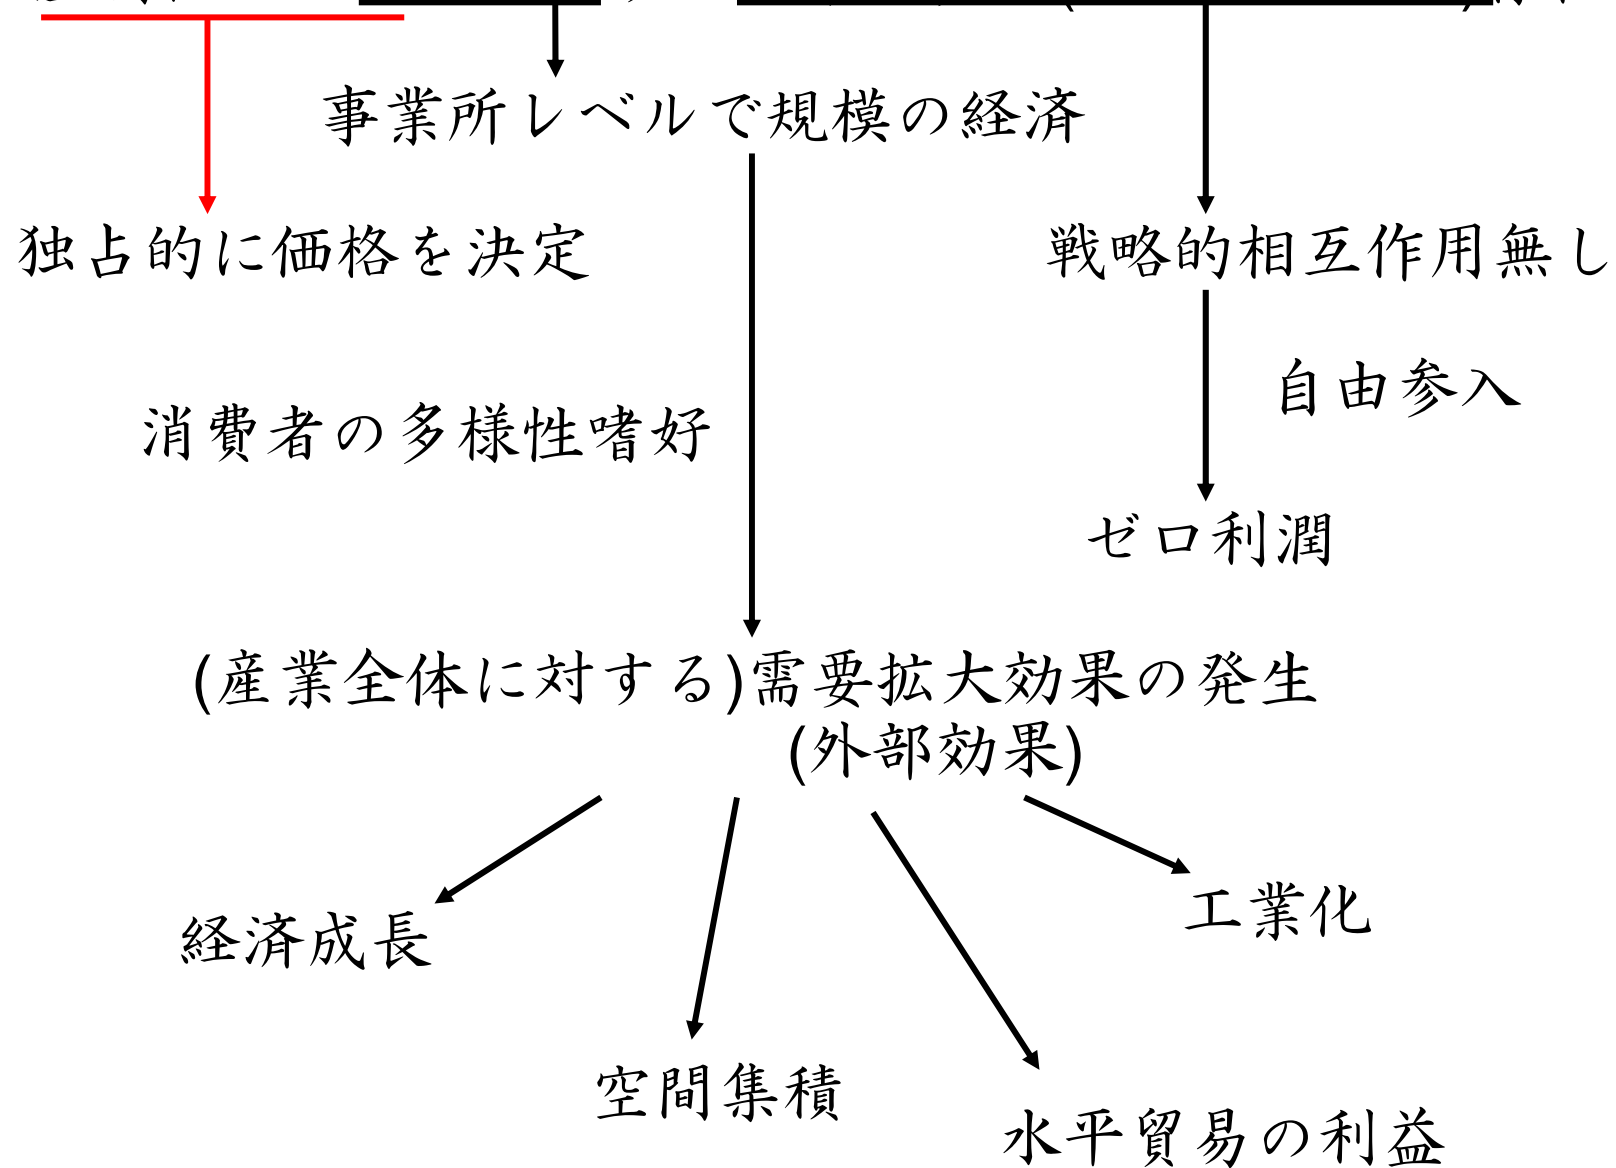 事業所レベルで規模の経済
独占的に価格を決定
戦略的相互作用無し
自由参入
消費者の多様性嗜好
ゼロ利潤
(産業全体に対する)需要拡大効果の発生
(外部効果)
工業化
経済成長
空間集積
水平貿易の利益